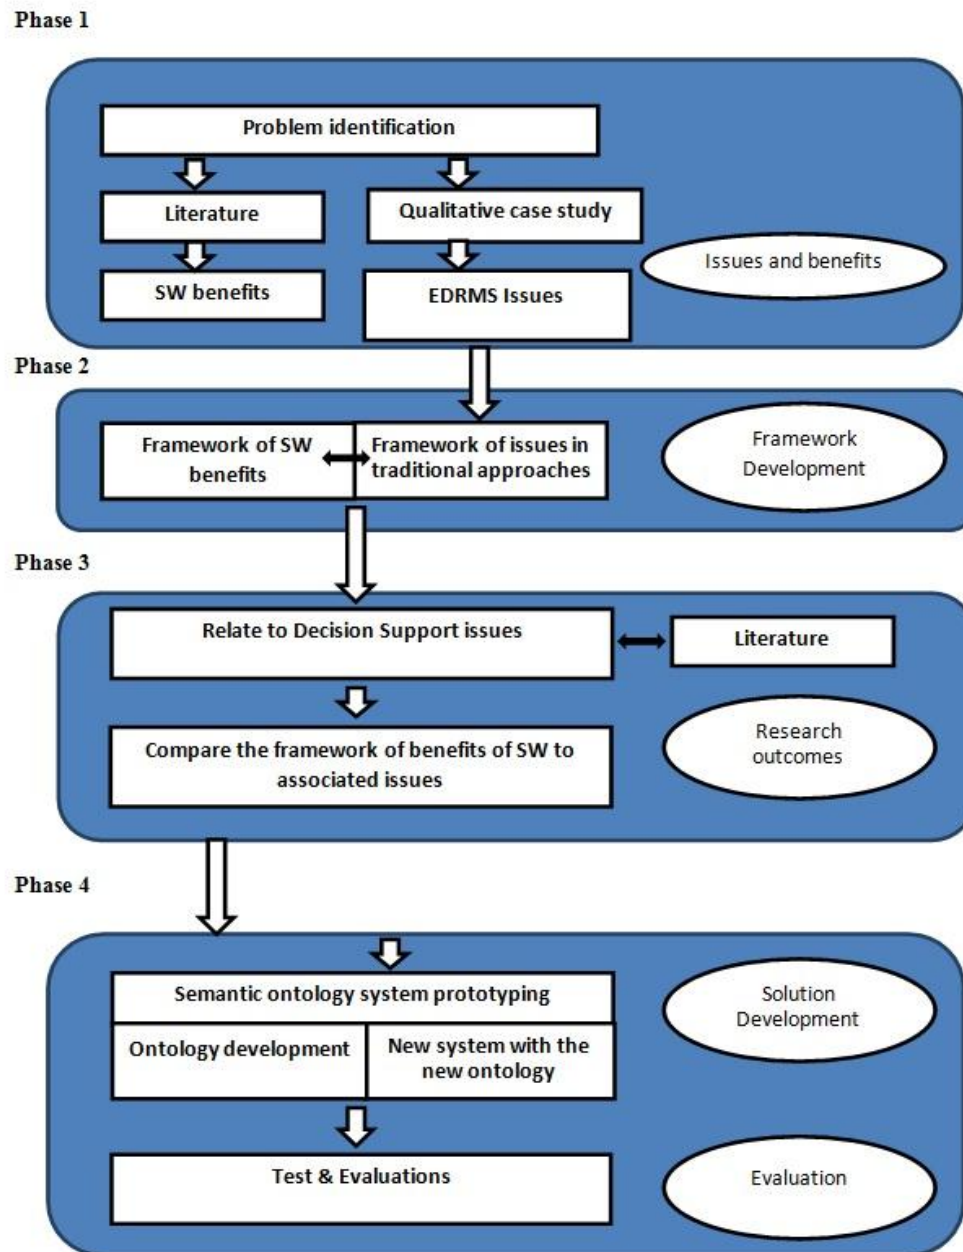 Phase 1
Problem identification
Literature
Qualitative case study
Issues and benefits
SW benefits
EDRMS Issues
Phase 2
Framework of SW
benefits
Framework of issues in
traditional approaches
Framework
Development
Phase 3
Relate to Decision Support issues
Literature
Compare the framework of benefits of SW to
associated issues
Research
outcomes
Phase 4
Semantic ontology system prototyping
Ontology development
New system with the
new ontology
Solution
Development
Test & Evaluations
Evaluation